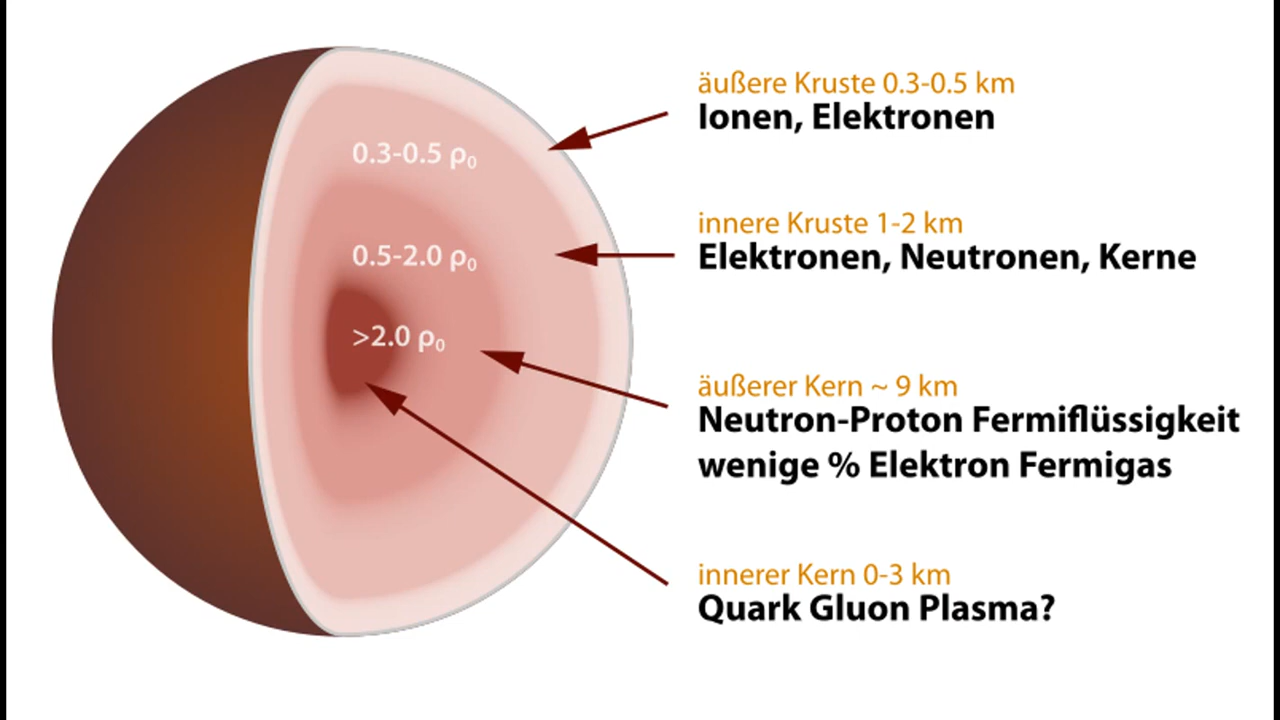 äußere Kruste 0.3-0.5 km
Ionen, Elektronen
0.3-0.5 ρ₀
innere Kruste 1-2 km
Elektronen, Neutronen, Kerne
0.5-2.0 ρ₀
>2.0 ρ₀
äußerer Kern ~ 9 km
Neutron-Proton Fermiflüssigkeit
wenige % Elektron Fermigas
innerer Kern 0-3 km
Quark Gluon Plasma?